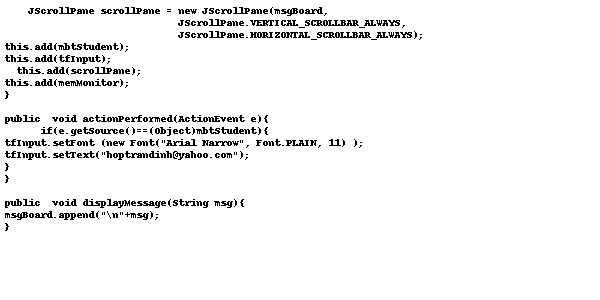 JScrollPane scrollPane = new JScrollPane(msgBoard,
JScrollPane.VERTICAL_SCROLLBAR_ALWAYS,
JScrollPane.HORIZONTAL_SCROLLBAR_ALWAYS);
this.add(mbtStudent);
this.add(tfInput);
this.add(scrollPane);
this.add(memMonitor);
}
public  void actionPerformed(ActionEvent e){
if(e.getSource()==(Object)mbtStudent){
tfInput.setFont (new Font("Arial Narrow", Font.PLAIN, 11) );
tfInput.setText("hoptrandinh@yahoo.com");
}
}
public  void displayMessage(String msg){
msgBoard.append("\n"+msg);
}